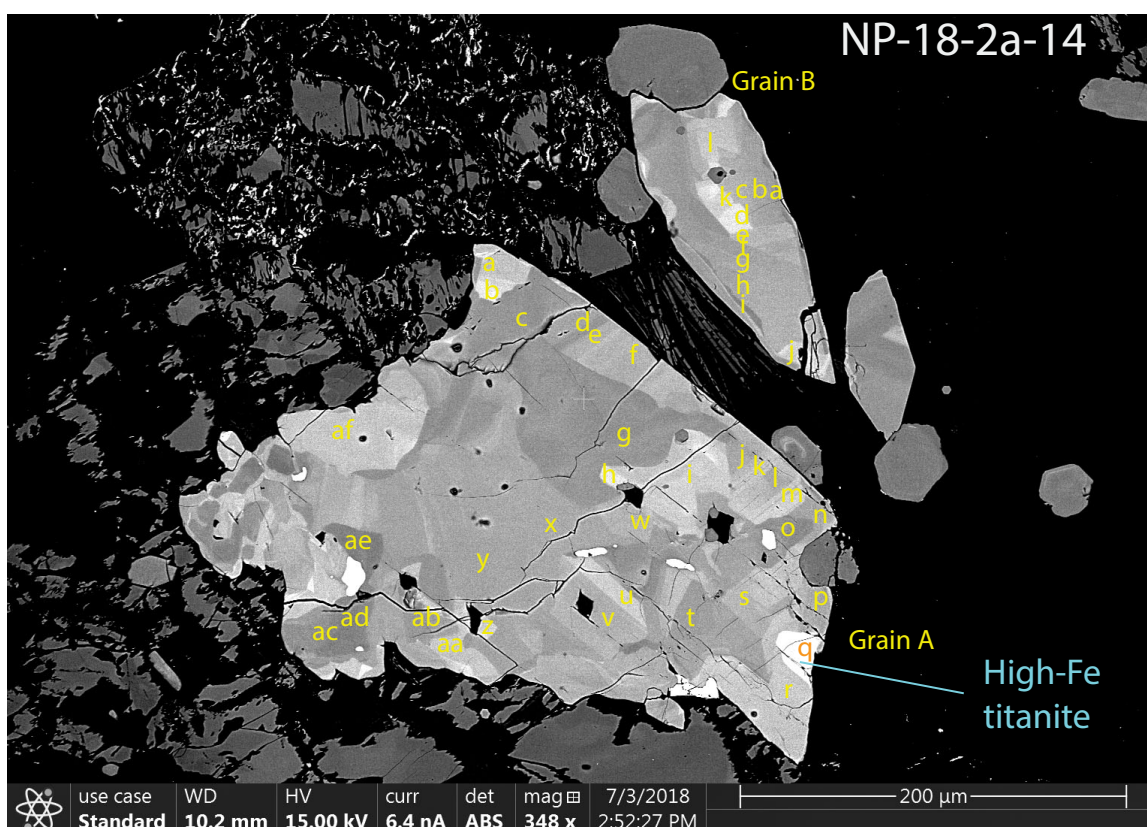 NP-18-2a-14
Grain B
l
k c b a
d
e
f
g
h
i
j
a
b
c
d
e
f
g
h
i
j
k
l
m
n
o
p
q
r
s
t
u
v
w
x
y
z
aa
ab
ac
ad
ae
af
Grain A
High-Fe
titanite
use case WD HV curr det mag 7/3/2018 200 µm
Standard 10.2 mm 15.00 kV 6.4 nA ABS 348 x 2:52:27 PM